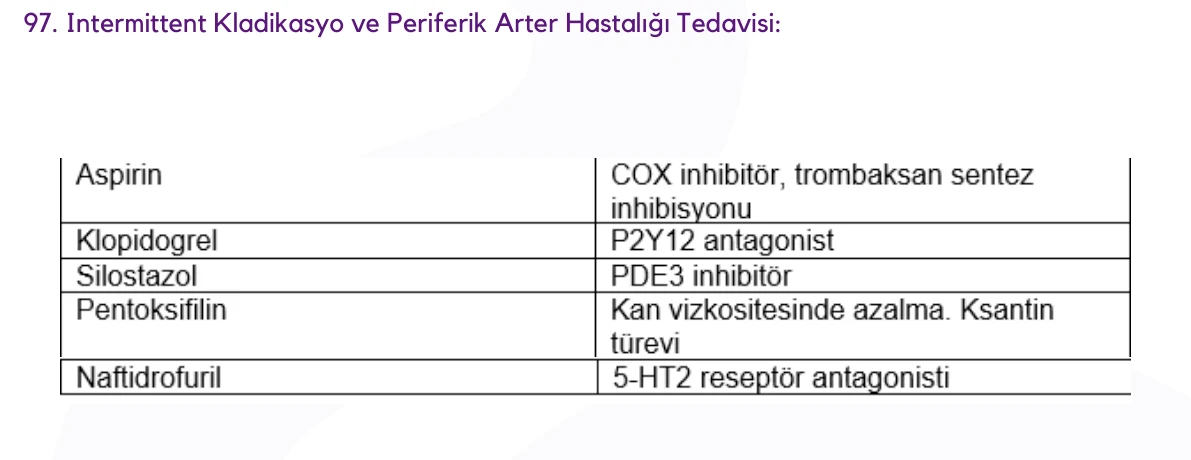 97. Intermittent Kladikasyo ve Periferik Arter Hastalığı Tedavisi:
Aspirin
COX inhibitör, trombaksan sentez
inhibisyonu
Klopidogrel
P2Y12 antagonist
Silostazol
PDE3 inhibitör
Pentoksifilin
Kan vizkositesinde azalma. Ksantin
türevi
Naftidrofuril
5-HT2 reseptör antagonisti